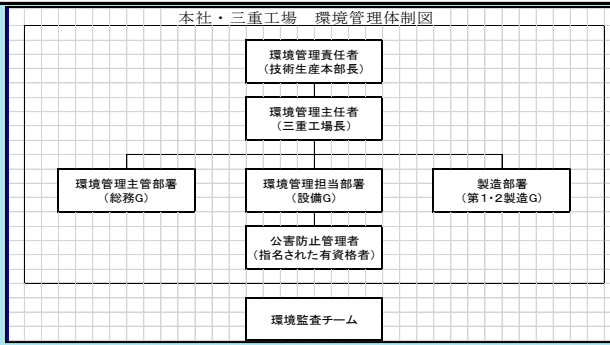 本社・三重工場　環境管理体制図
環境管理責任者
(技術生産本部長)
環境管理主任者
(三重工場長)
環境管理主管部署
(総務G)
環境管理担当部署
(設備G)
製造部署
(第1・2製造G)
公害防止管理者
(指名された有資格者)
環境監査チーム